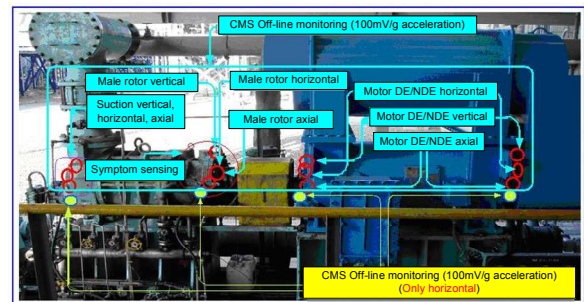 CMS Off-line monitoring (100mV/g acceleration)
Male rotor vertical
Male rotor horizontal
Suction vertical,
horizontal, axial
Motor DE/NDE horizontal
Male rotor axial
Motor DE/NDE vertical
Motor DE/NDE axial
Symptom sensing
CMS Off-line monitoring (100mV/g acceleration)
(Only horizontal)